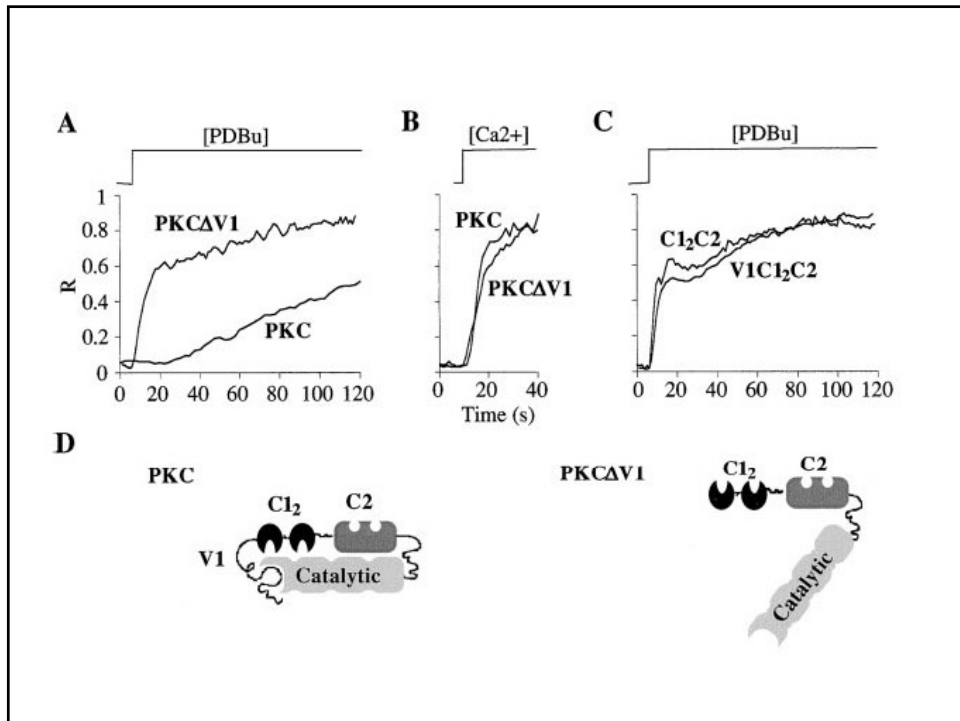 A
[PDBu]
1
0.8
0.6
0.4
0.2
0
R
PKCΔV1
PKC
0 20 40 60 80 100 120
B
[Ca2+]
PKC
PKCΔV1
0 20 40
Time (s)
C
[PDBu]
C1₂C2
V1C1₂C2
0 20 40 60 80 100 120
D
PKC
C1₂ C2
V1
Catalytic
PKCΔV1
C1₂ C2
Catalytic